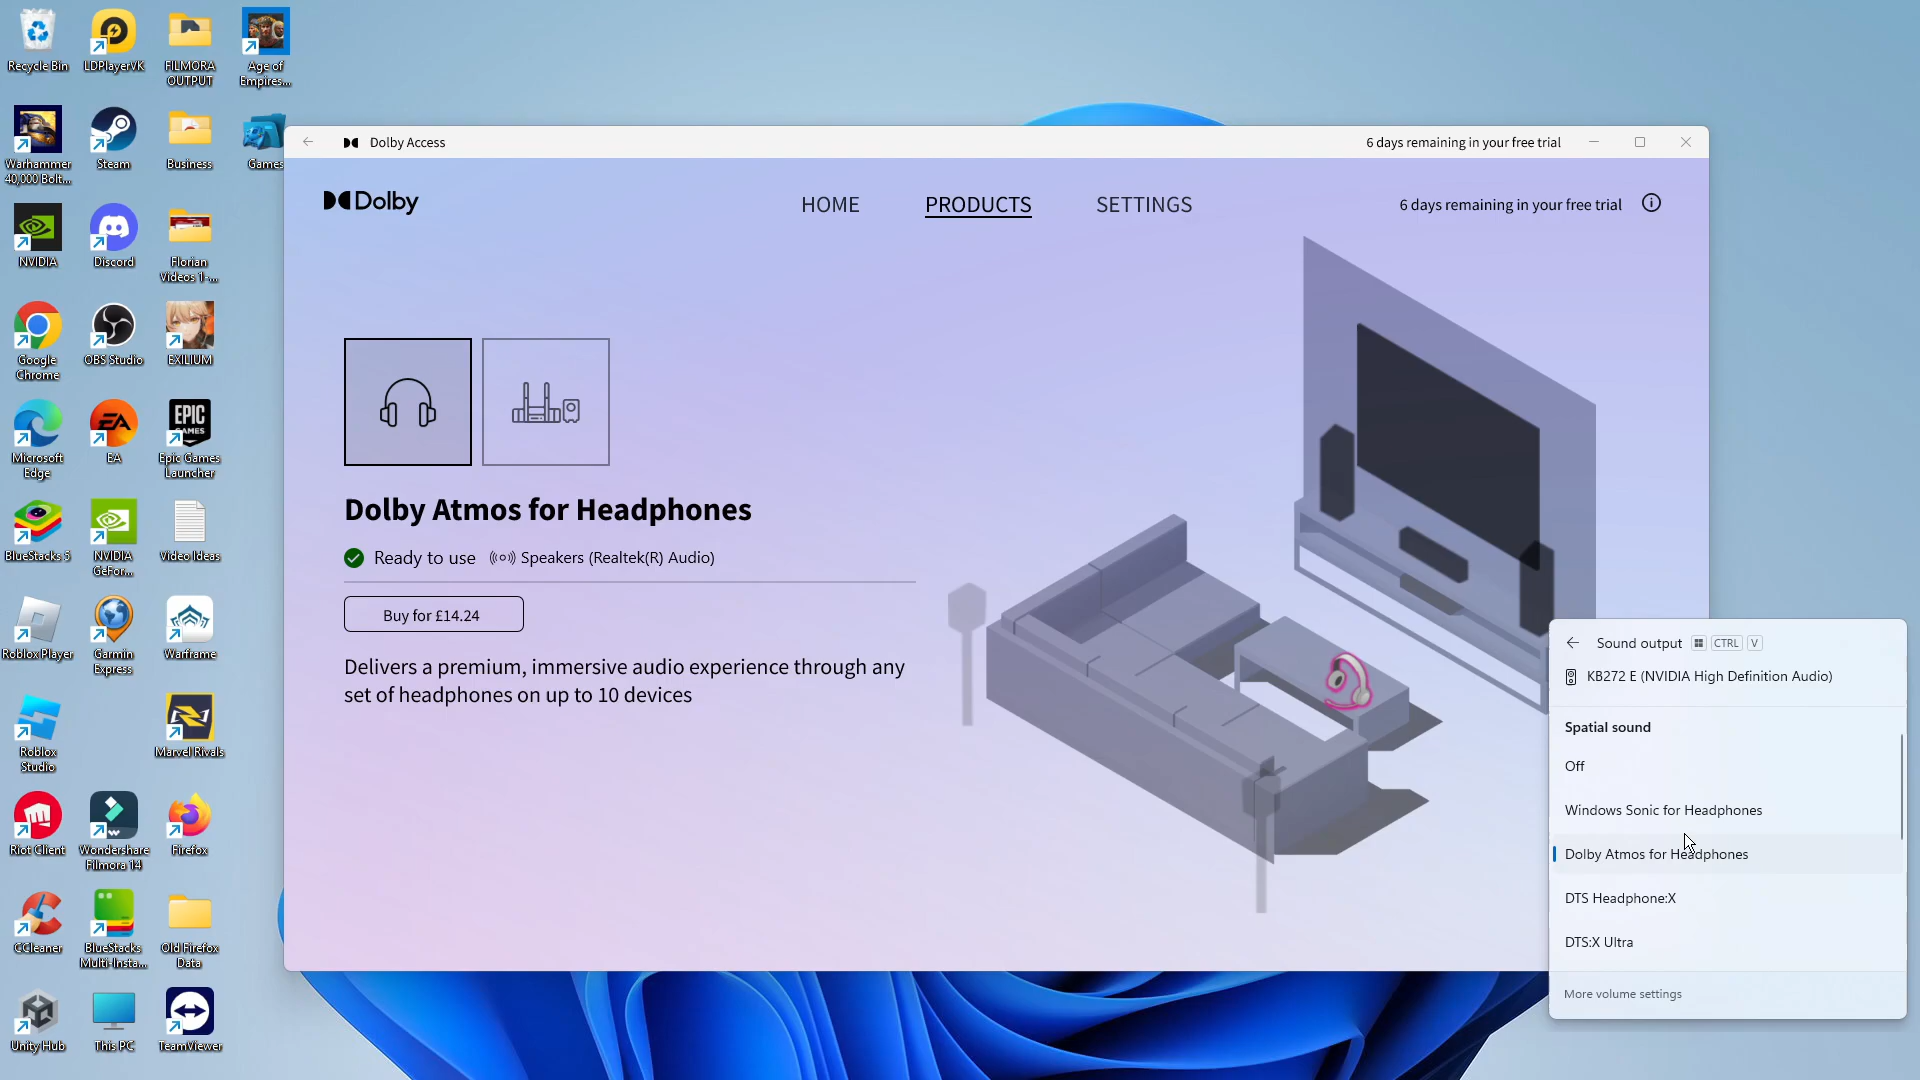 Recycle Bin
LDPlayerVK
FILMORA
OUTPUT
Age of
Empires...
Warhammer
40,000 Bolt...
Steam
Business
Games
NVIDIA
Discord
Florian
Videos 1-...
Google
Chrome
OBS Studio
EXILIUM
Microsoft
Edge
EA
EPIC
GAMES
Epic Games
Launcher
BlueStacks 5
NVIDIA
GeFor...
Video Ideas
Roblox Player
Garmin
Express
Warframe
Roblox
Studio
Marvel Rivals
Riot Client
Wondershare
Filmora 14
Firefox
CCleaner
BlueStacks
Multi-Insta...
Old Firefox
Data
Unity Hub
This PC
TeamViewer
Dolby Access
6 days remaining in your free trial
Dolby
HOME
PRODUCTS
SETTINGS
6 days remaining in your free trial
Dolby Atmos for Headphones
Ready to use
Speakers (Realtek(R) Audio)
Buy for £14.24
Delivers a premium, immersive audio experience through any
set of headphones on up to 10 devices
Sound output
CTRL
V
KB272 E (NVIDIA High Definition Audio)
Spatial sound
Off
Windows Sonic for Headphones
Dolby Atmos for Headphones
DTS Headphone:X
DTS:X Ultra
More volume settings